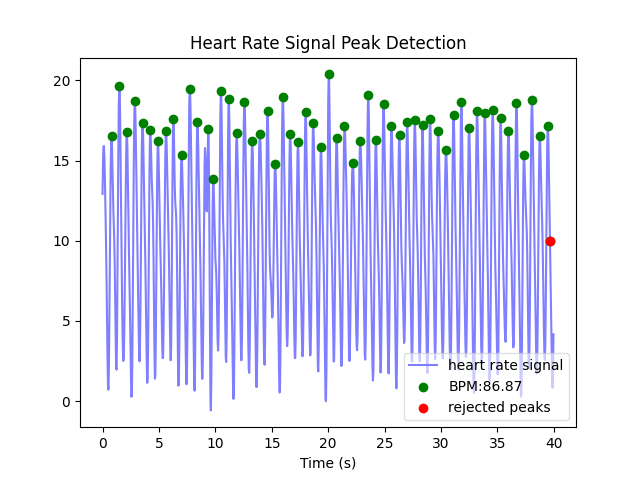 Heart Rate Signal Peak Detection
20
15
10
5
0
heart rate signal
BPM:86.87
rejected peaks
0 5 10 15 20 25 30 35 40
Time (s)